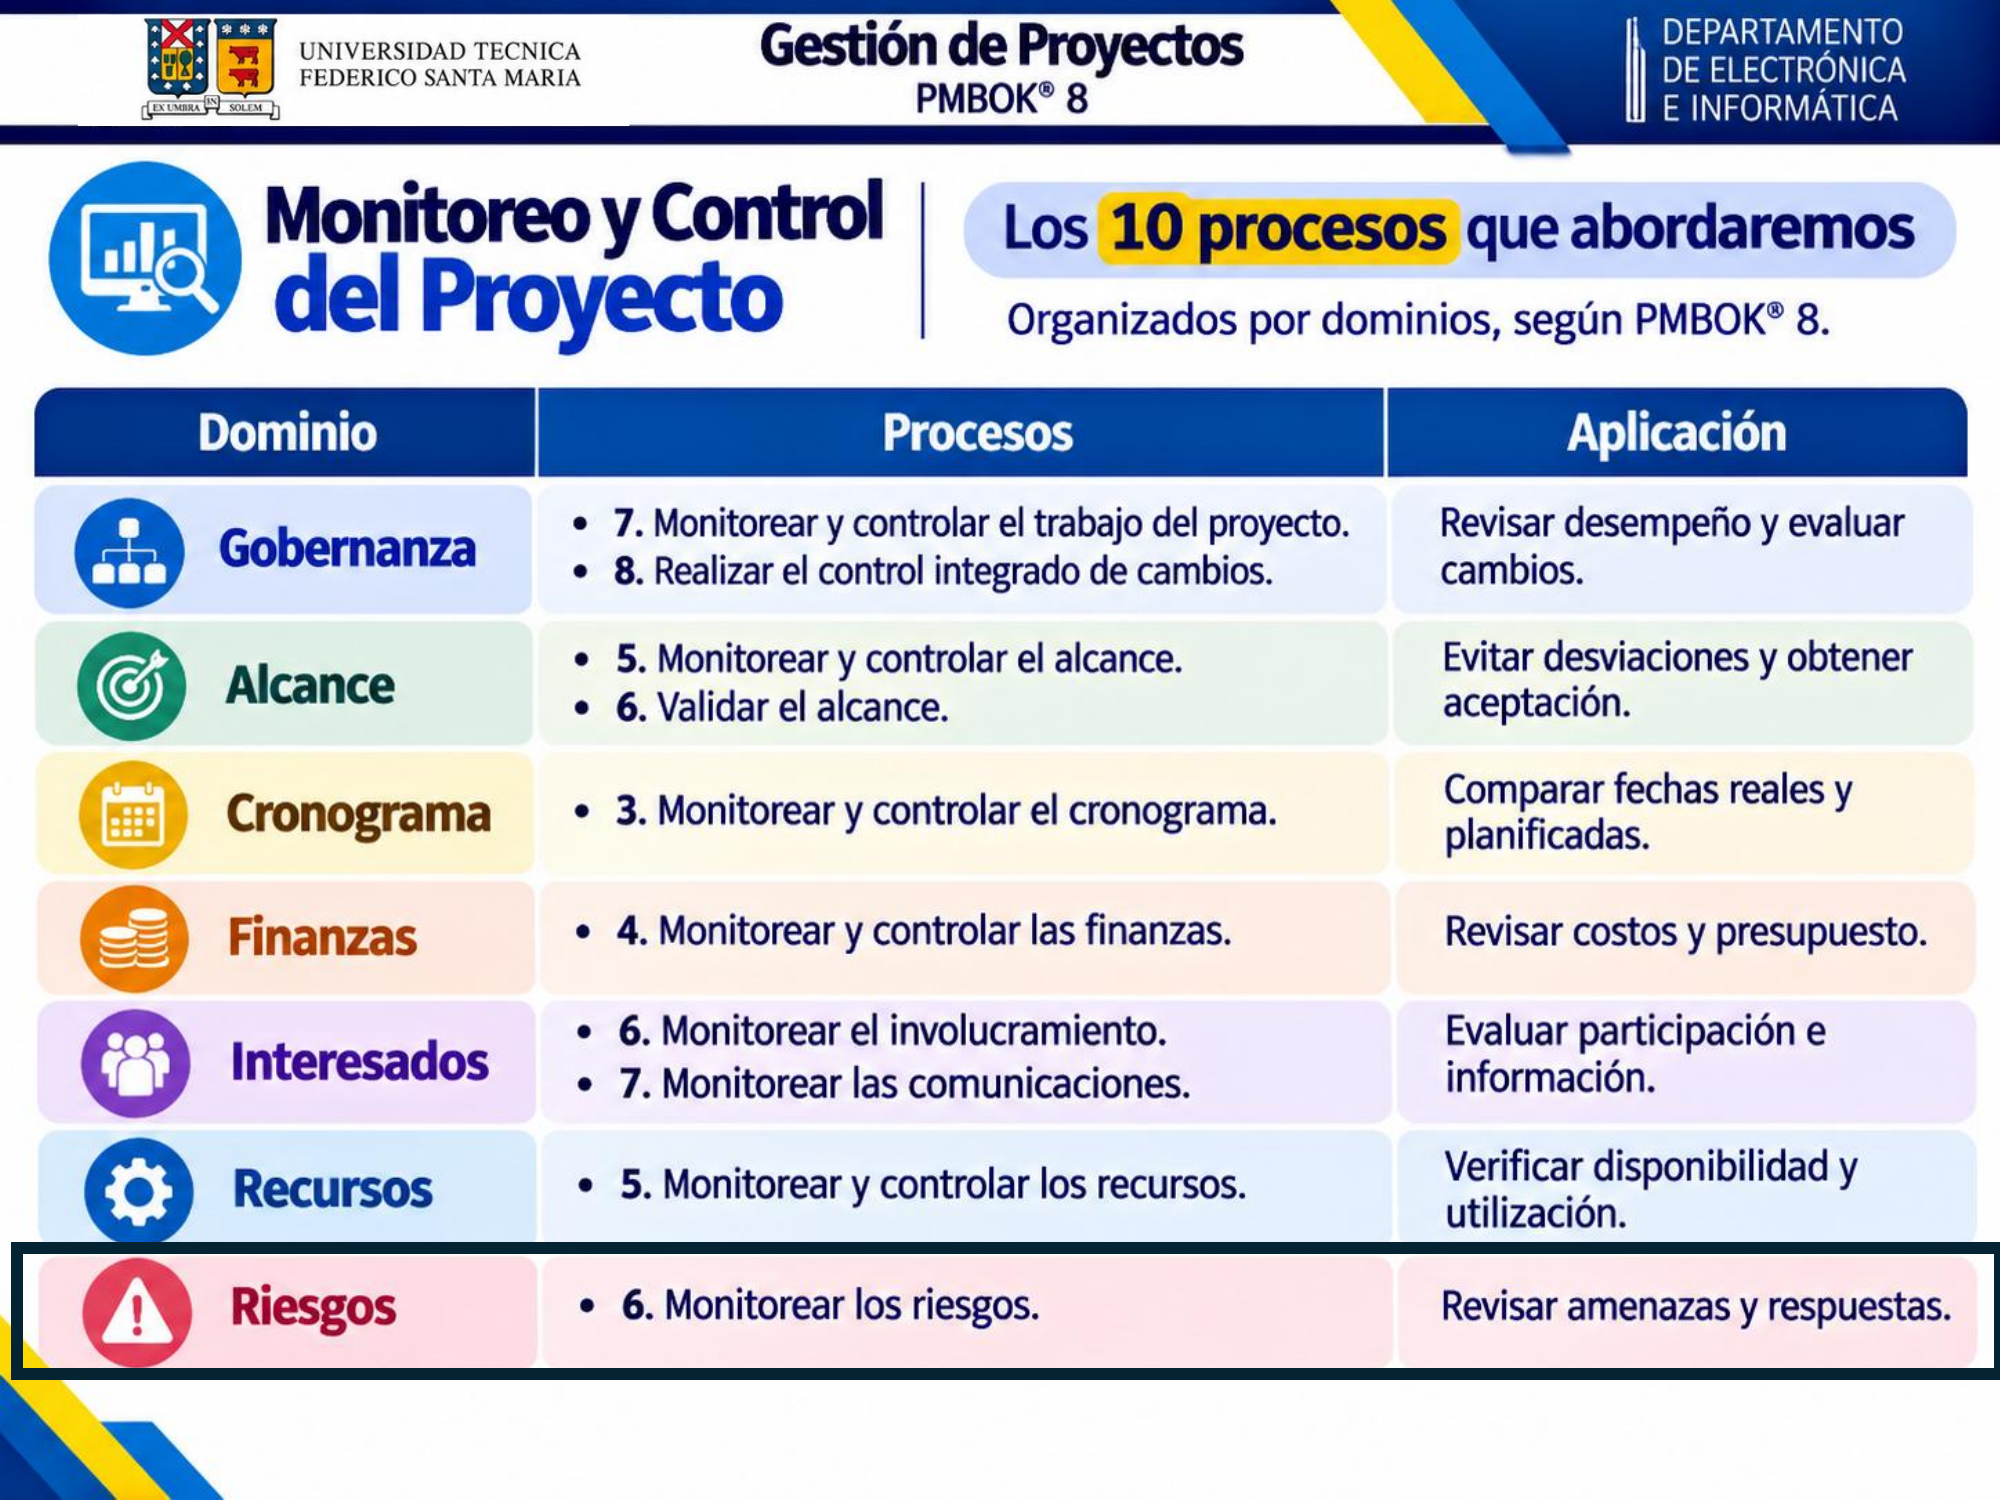 UNIVERSIDAD TECNICA
FEDERICO SANTA MARIA
EX UMBRA IN SOLEM
Gestión de Proyectos
PMBOK® 8
DEPARTAMENTO
DE ELECTRÓNICA
E INFORMÁTICA
Monitoreo y Control
del Proyecto
Los 10 procesos que abordaremos
Organizados por dominios, según PMBOK® 8.
Dominio
Procesos
Aplicación
Gobernanza
• 7. Monitorear y controlar el trabajo del proyecto.
• 8. Realizar el control integrado de cambios.
Revisar desempeño y evaluar
cambios.
Alcance
• 5. Monitorear y controlar el alcance.
• 6. Validar el alcance.
Evitar desviaciones y obtener
aceptación.
Cronograma
• 3. Monitorear y controlar el cronograma.
Comparar fechas reales y
planificadas.
Finanzas
• 4. Monitorear y controlar las finanzas.
Revisar costos y presupuesto.
Interesados
• 6. Monitorear el involucramiento.
• 7. Monitorear las comunicaciones.
Evaluar participación e
información.
Recursos
• 5. Monitorear y controlar los recursos.
Verificar disponibilidad y
utilización.
Riesgos
• 6. Monitorear los riesgos.
Revisar amenazas y respuestas.